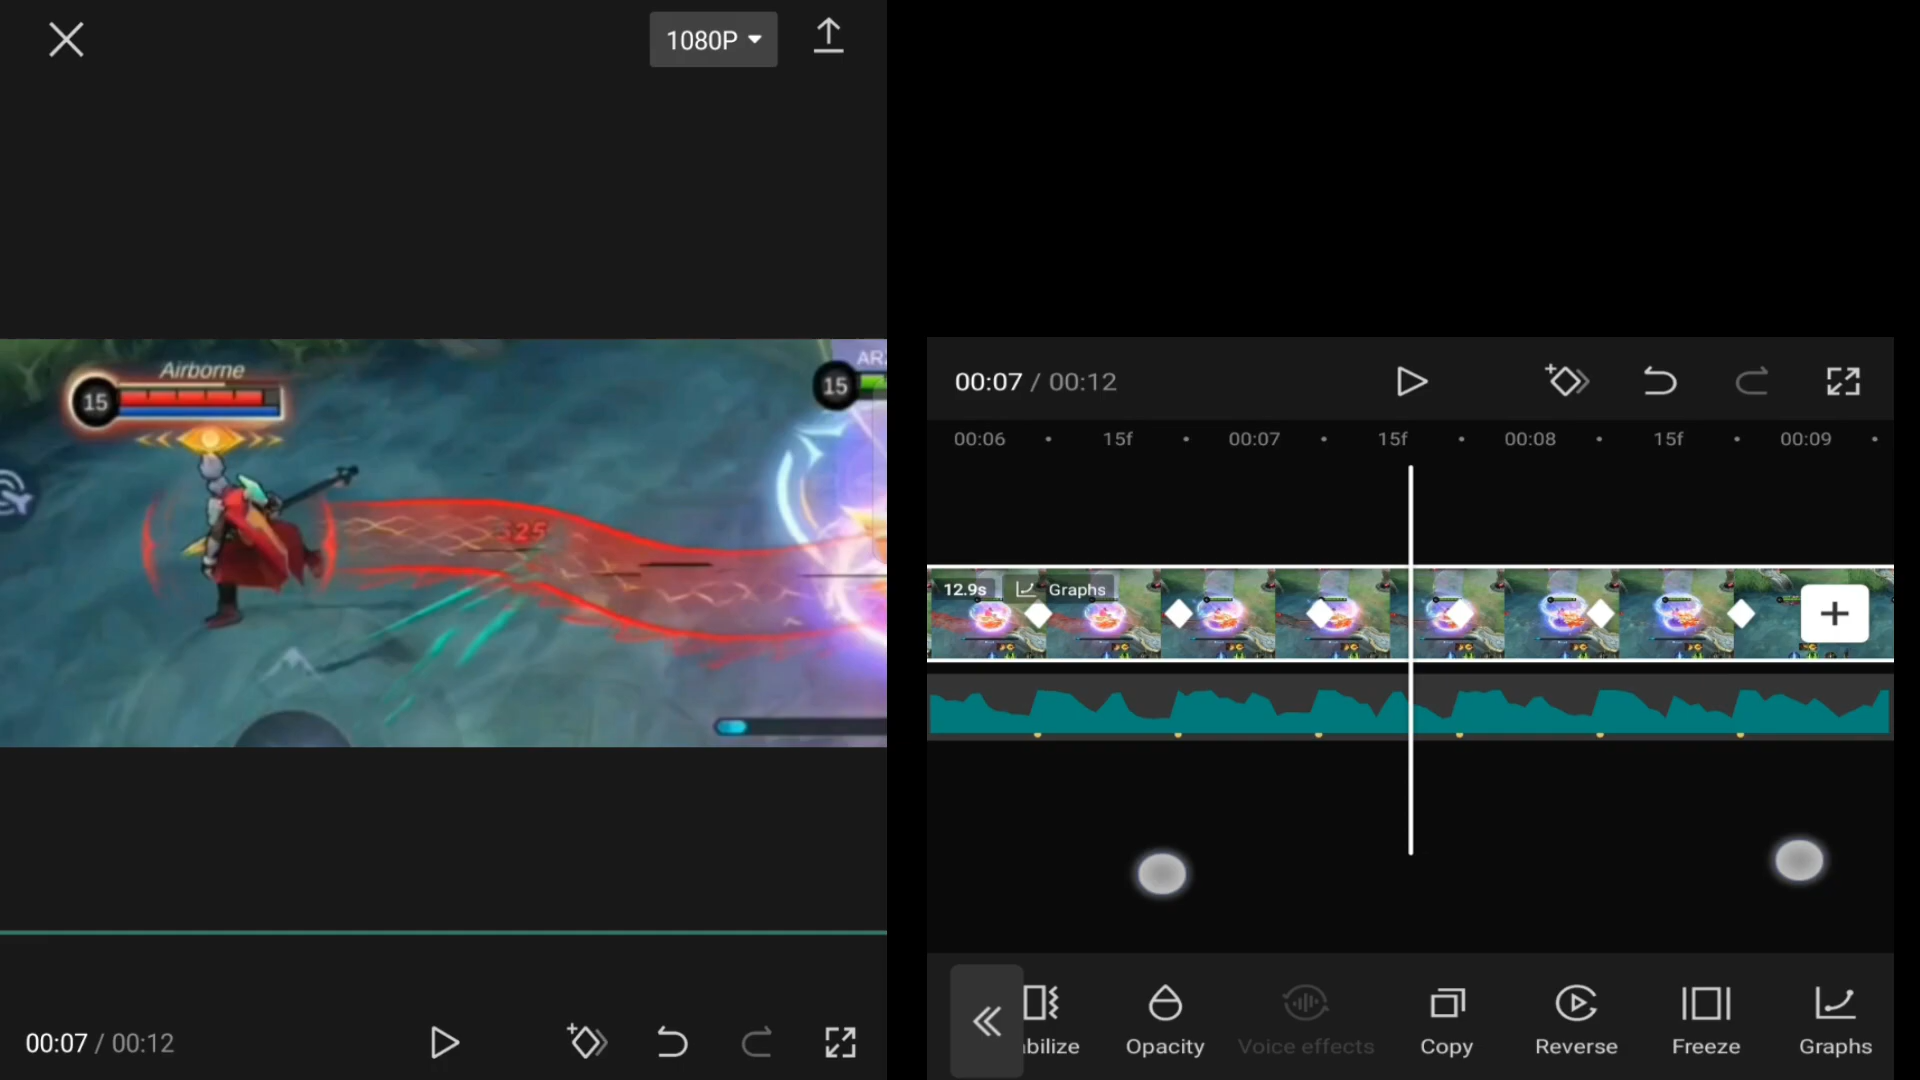 1080P
Airborne
15
325
AR
15
00:07 / 00:12
00:07 / 00:12
00:06 15f 00:07 15f 00:08 15f 00:09
12.9s Graphs
bilize Opacity Voice effects Copy Reverse Freeze Graphs